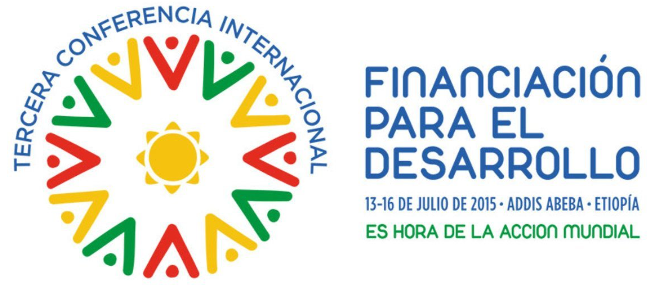 TERCERA CONFERENCIA INTERNACIONAL
FINANCIACIÓN
PARA EL
DESARROLLO
13-16 DE JULIO DE 2015 • ADDIS ABEBA • ETIOPÍA
ES HORA DE LA ACCION MUNDIAL